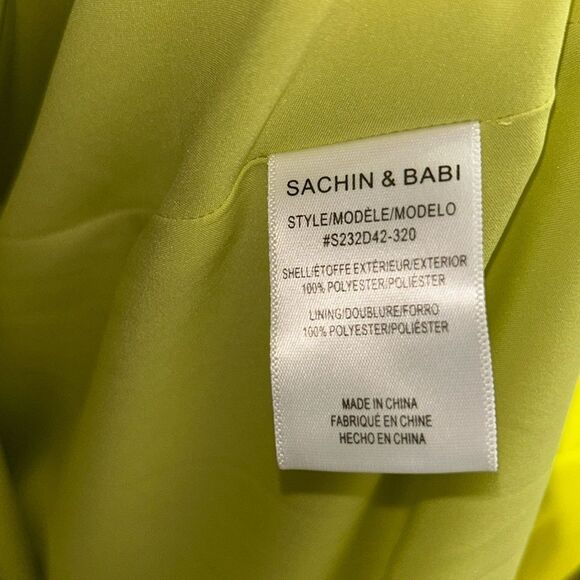 SACHIN & BABI
STYLE/MODÈLE/MODELO
#S232D42-320
SHELL/ÉTOFFE EXTÉRIEUR/EXTERIOR
100% POLYESTER/POLIÉSTER
LINING/DOUBLURE/FORRO
100% POLYESTER/POLIÉSTER
MADE IN CHINA
FABRIQUÉ EN CHINE
HECHO EN CHINA